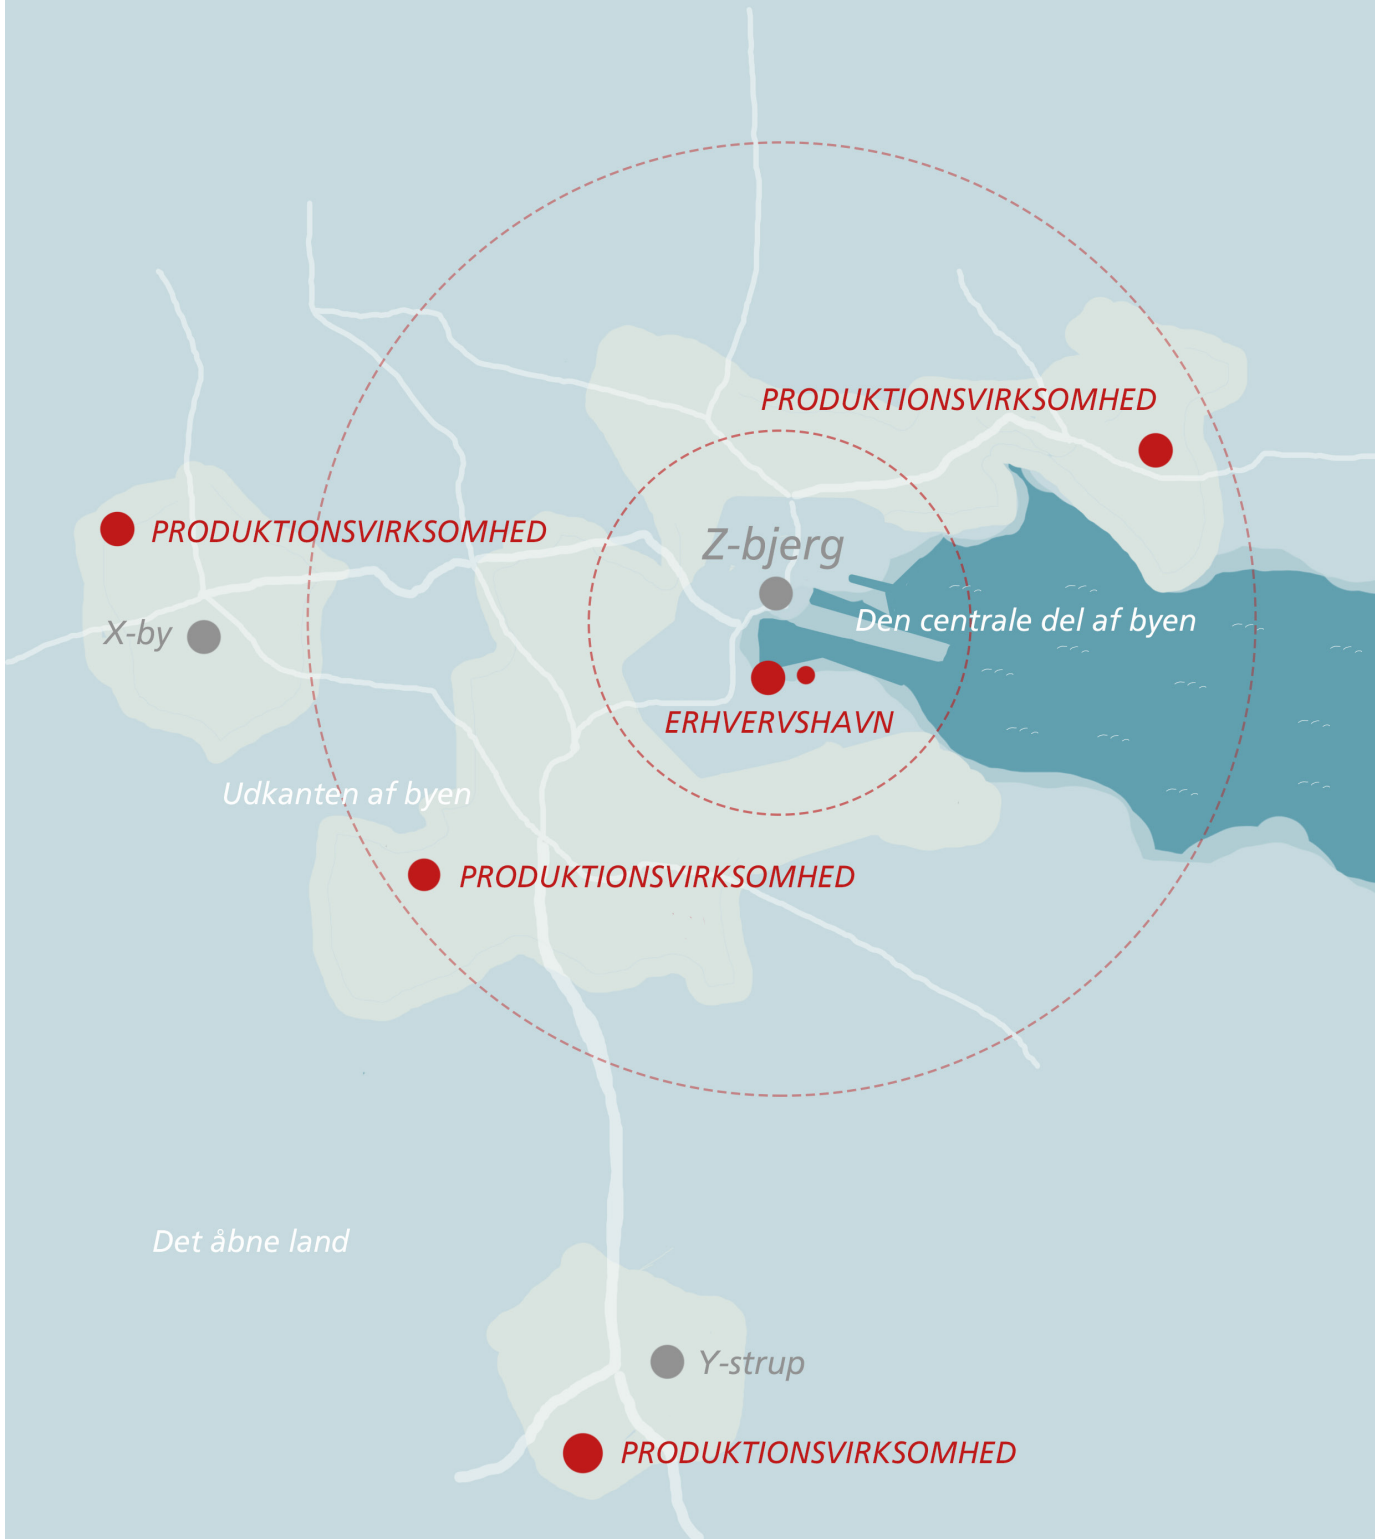 PRODUKTIONSVIRKSOMHED
PRODUKTIONSVIRKSOMHED
Z-bjerg
Den centrale del af byen
X-by
ERHVERVSHAVN
Udkanten af byen
PRODUKTIONSVIRKSOMHED
Det åbne land
Y-strup
PRODUKTIONSVIRKSOMHED